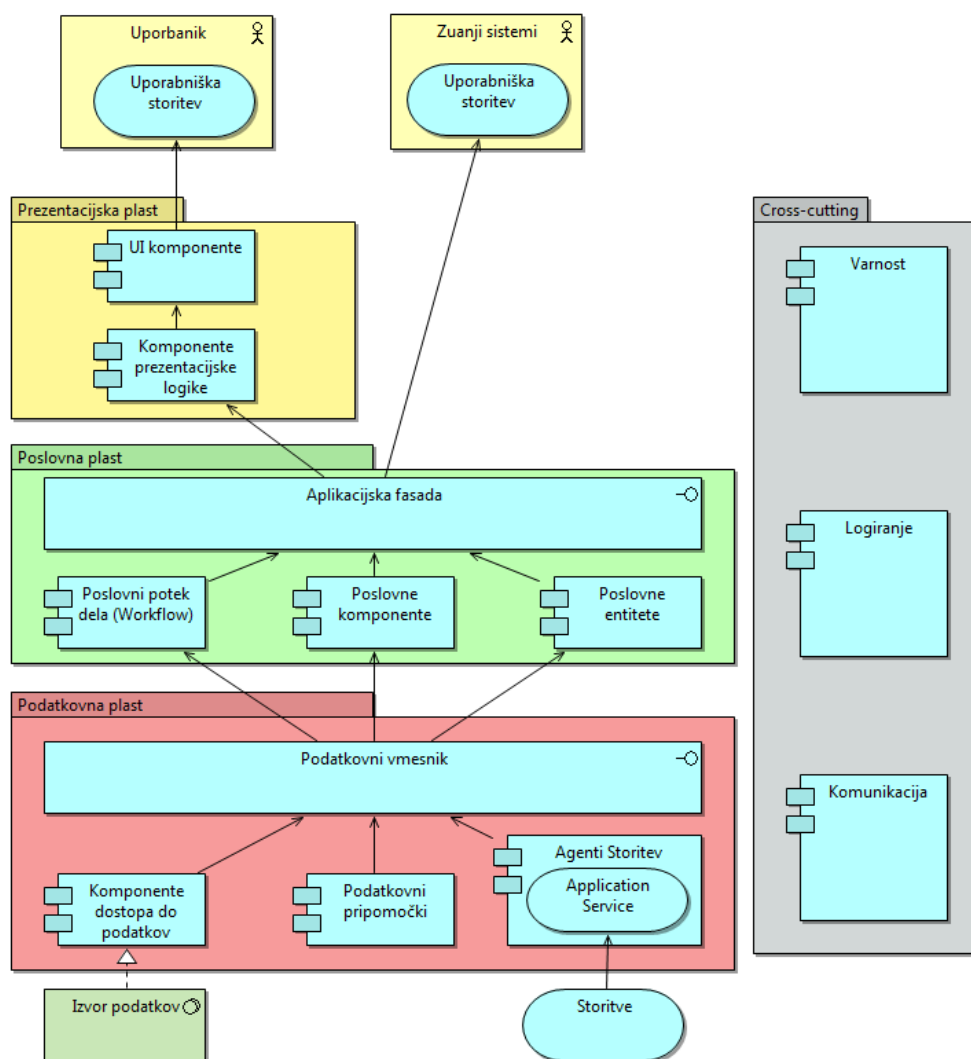 Uporbanik
Uporabniška
storitev
Zuanji sistemi
Uporabniška
storitev
Prezentacijska plast
UI komponente
Komponente
prezentacijske
logike
Cross-cutting
Varnost
Logiranje
Komunikacija
Poslovna plast
Aplikacijska fasada
Poslovni potek
dela (Workflow)
Poslovne
komponente
Poslovne
entitete
Podatkovna plast
Podatkovni vmesnik
Komponente
dostopa do
podatkov
Podatkovni
pripomočki
Agenti Storitev
Application
Service
Izvor podatkov
Storitve